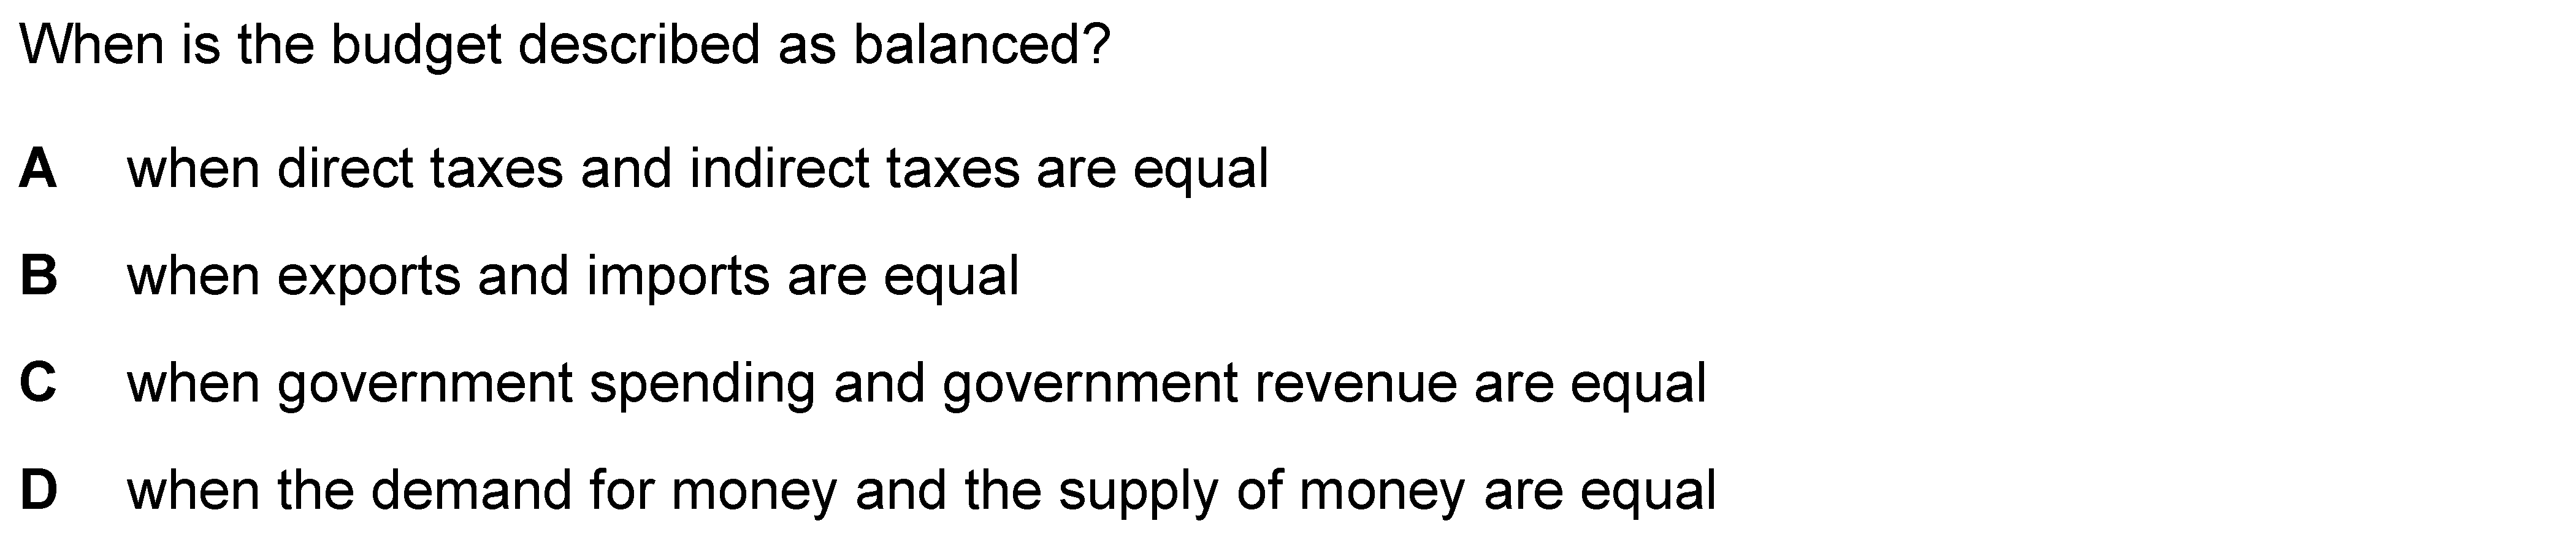 When is the budget described as balanced?
A when direct taxes and indirect taxes are equal
B when exports and imports are equal
C when government spending and government revenue are equal
D when the demand for money and the supply of money are equal